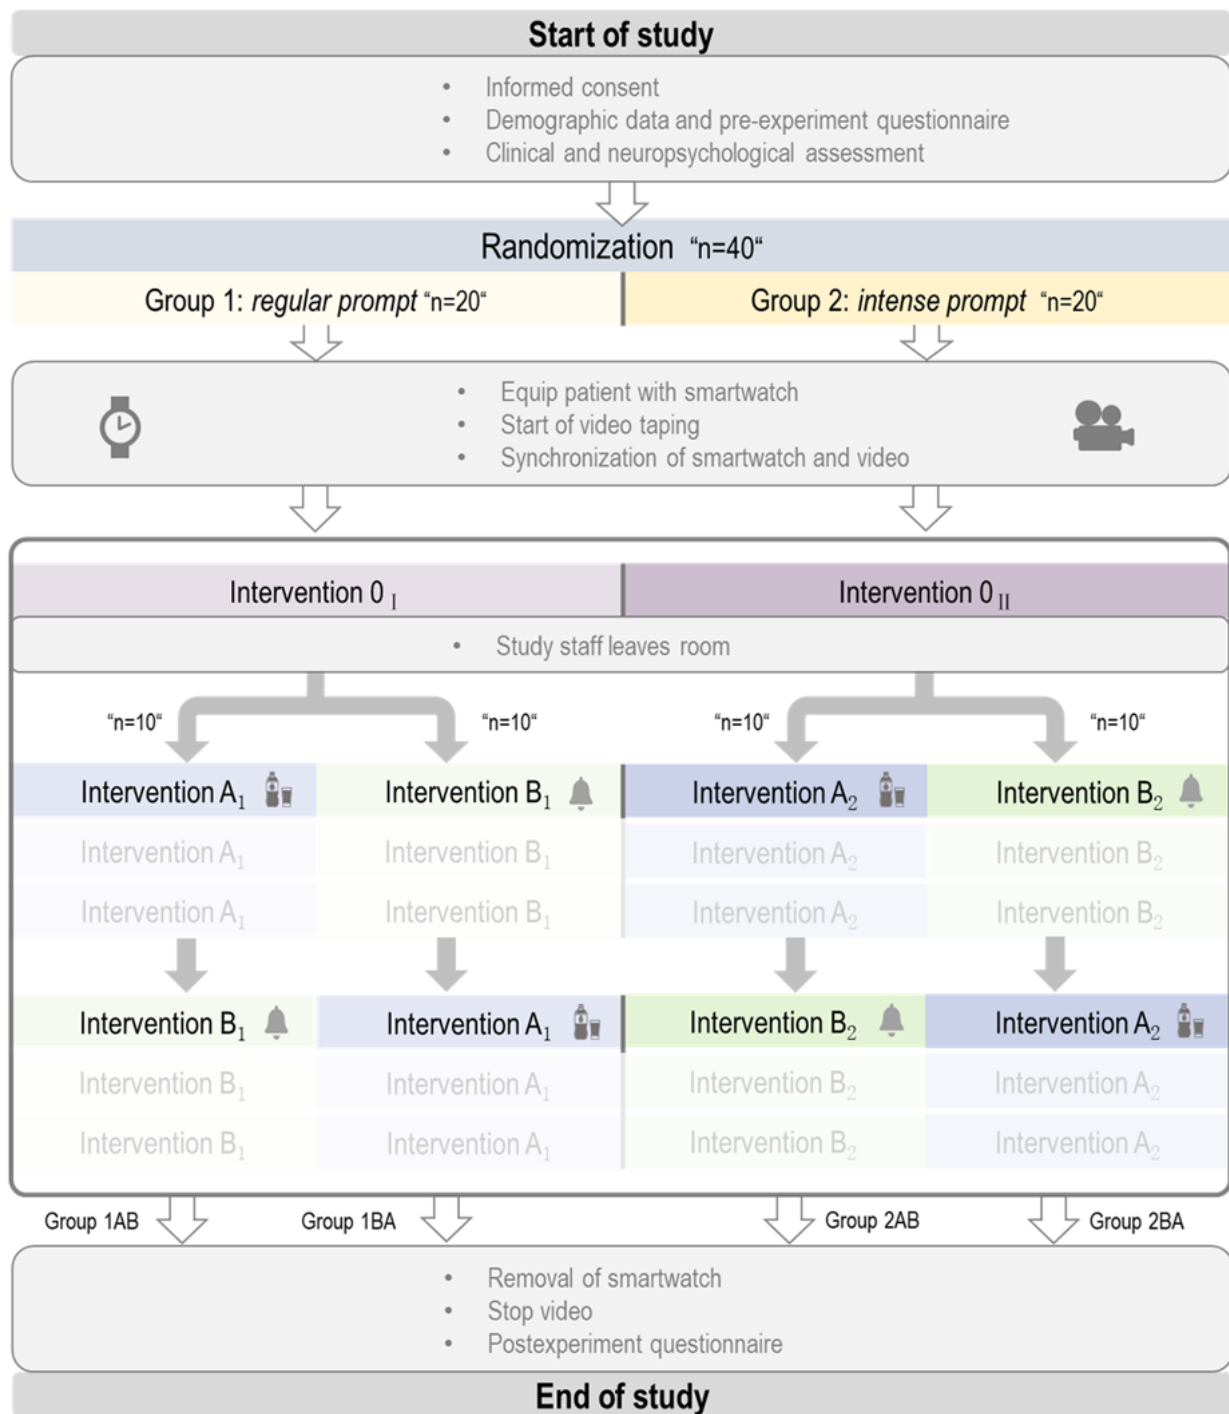 Start of study
• Informed consent
• Demographic data and pre-experiment questionnaire
• Clinical and neuropsychological assessment
Randomization “n=40“
Group 1: regular prompt “n=20“
Group 2: intense prompt “n=20“
• Equip patient with smartwatch
• Start of video taping
• Synchronization of smartwatch and video
Intervention 0 I
Intervention 0 II
• Study staff leaves room
“n=10“ “n=10“ “n=10“ “n=10“
Intervention A1 Intervention B1 Intervention A2 Intervention B2
Intervention A1 Intervention B1 Intervention A2 Intervention B2
Intervention A1 Intervention B1 Intervention A2 Intervention B2
Intervention B1 Intervention A1 Intervention B2 Intervention A2
Intervention B1 Intervention A1 Intervention B2 Intervention A2
Intervention B1 Intervention A1 Intervention B2 Intervention A2
Group 1AB Group 1BA Group 2AB Group 2BA
• Removal of smartwatch
• Stop video
• Postexperiment questionnaire
End of study